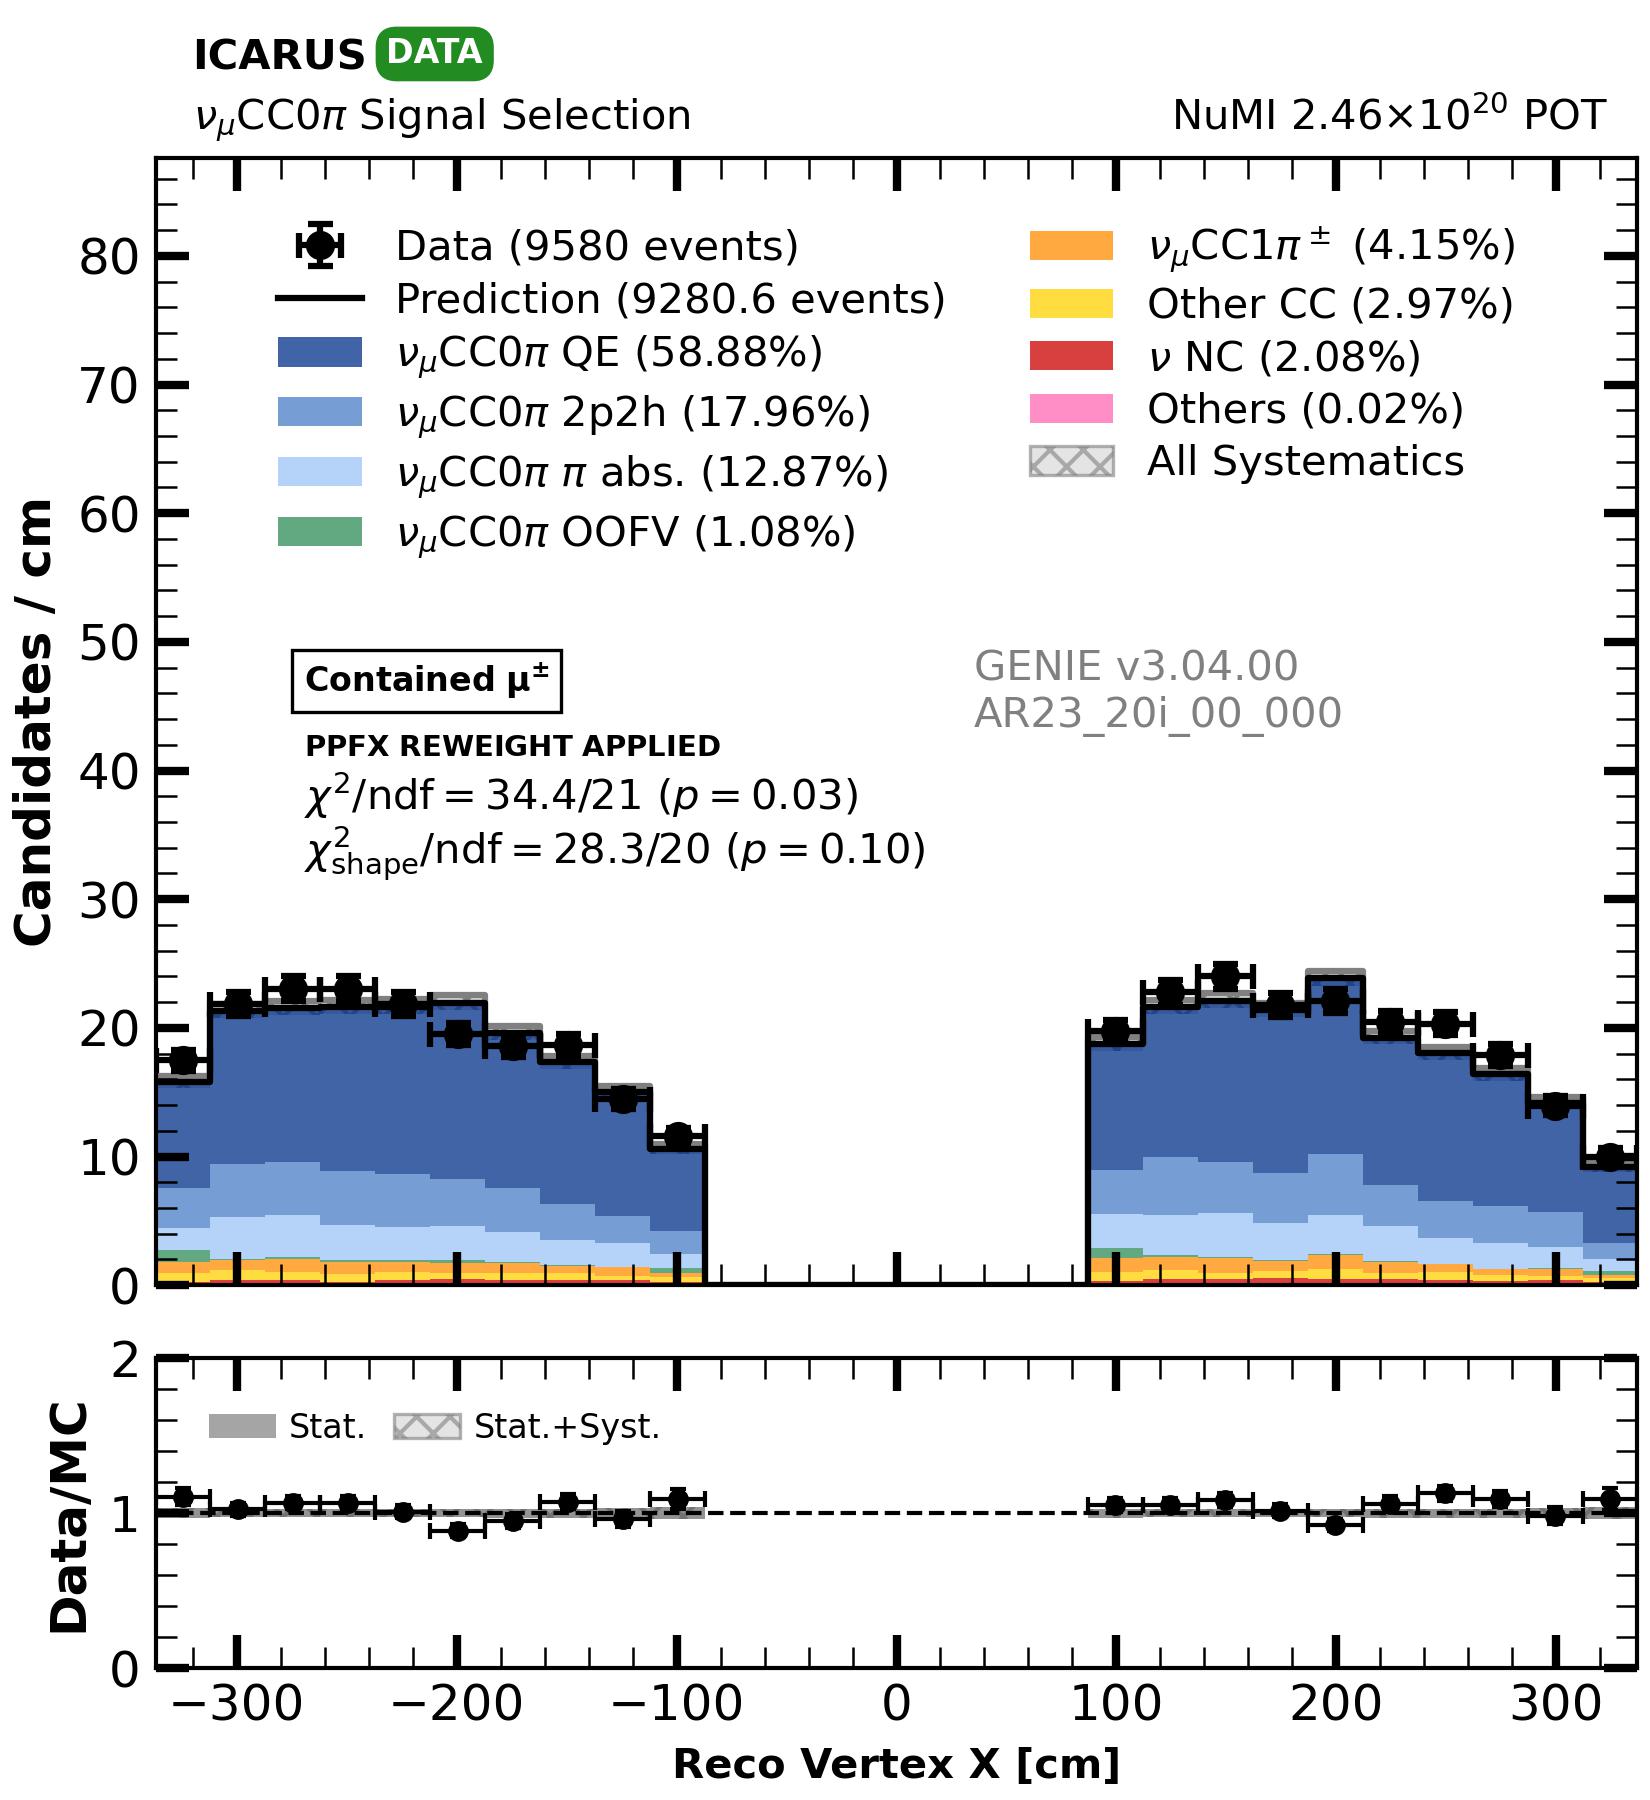 ICARUS DATA
νμCC0π Signal Selection
NuMI 2.46×10²⁰ POT
Data (9580 events)
Prediction (9280.6 events)
νμCC0π QE (58.88%)
νμCC0π 2p2h (17.96%)
νμCC0π π abs. (12.87%)
νμCC0π OOFV (1.08%)
νμCC1π± (4.15%)
Other CC (2.97%)
ν NC (2.08%)
Others (0.02%)
All Systematics
Contained μ±
PPFX REWEIGHT APPLIED
χ²/ndf = 34.4/21 (p = 0.03)
χ²shape/ndf = 28.3/20 (p = 0.10)
GENIE v3.04.00
AR23_20i_00_000
Candidates / cm
80
70
60
50
40
30
20
10
0
Data/MC
2
1
0
Stat.
Stat.+Syst.
−300 −200 −100 0 100 200 300
Reco Vertex X [cm]